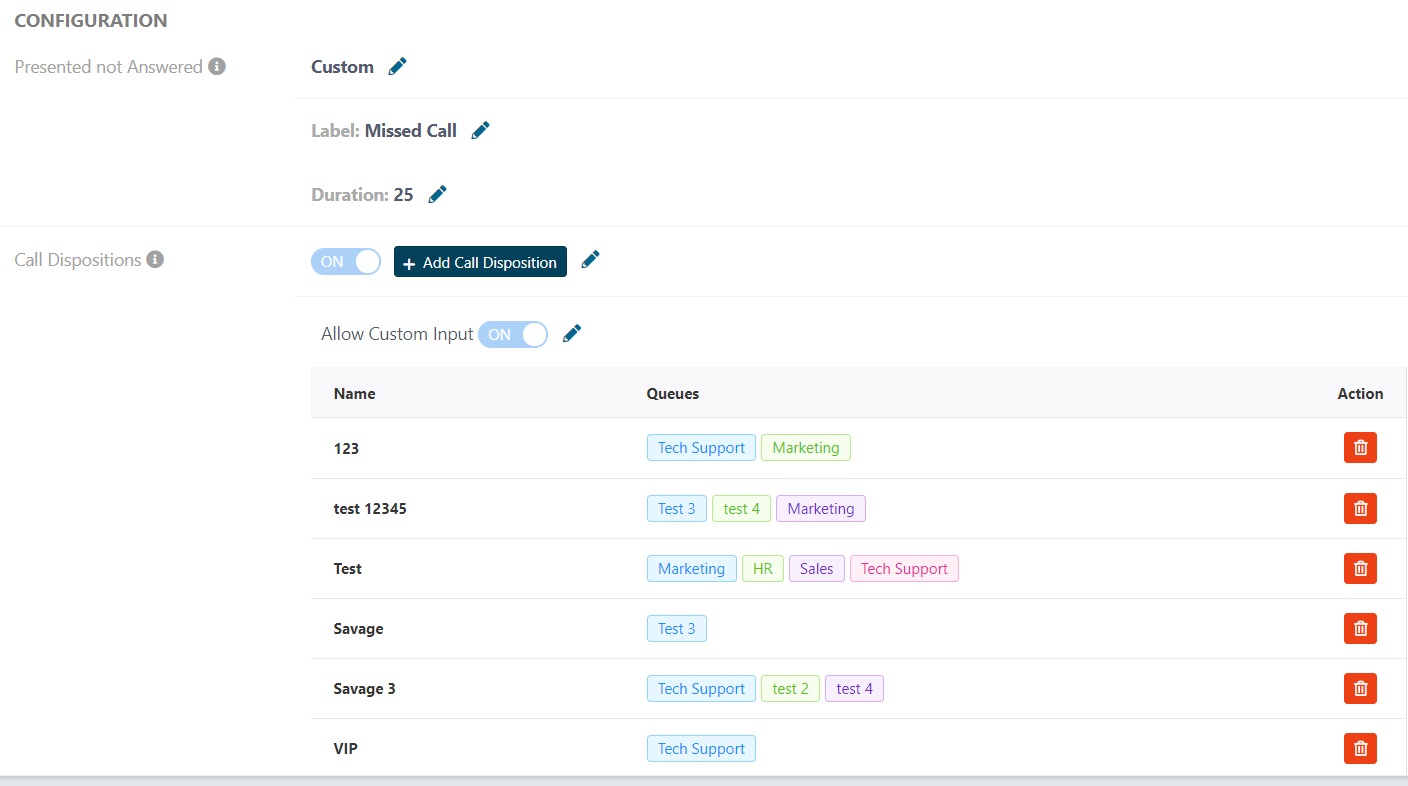 CONFIGURATION
Presented not Answered Custom
Label: Missed Call
Duration: 25
Call Dispositions ON + Add Call Disposition
Allow Custom Input ON
Name Queues Action
123 Tech Support Marketing
test 12345 Test 3 test 4 Marketing
Test Marketing HR Sales Tech Support
Savage Test 3
Savage 3 Tech Support test 2 test 4
VIP Tech Support